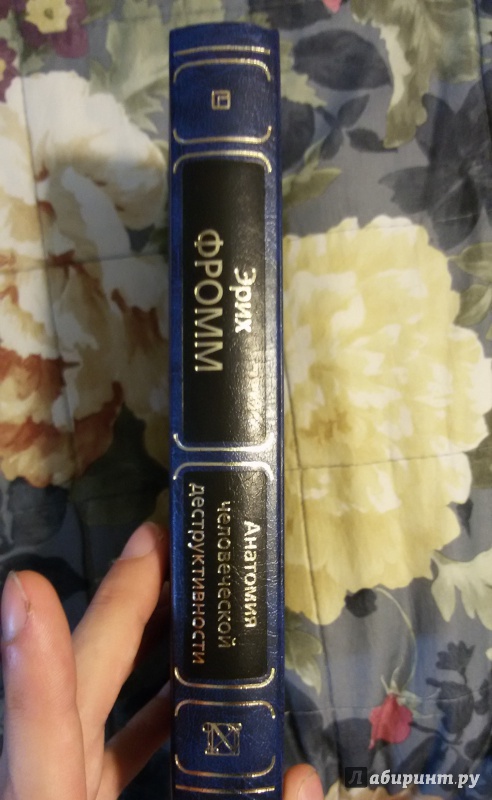 Эрих
ФРОММ
Анатомия
человеческой
деструктивности
Лабиринт.ру